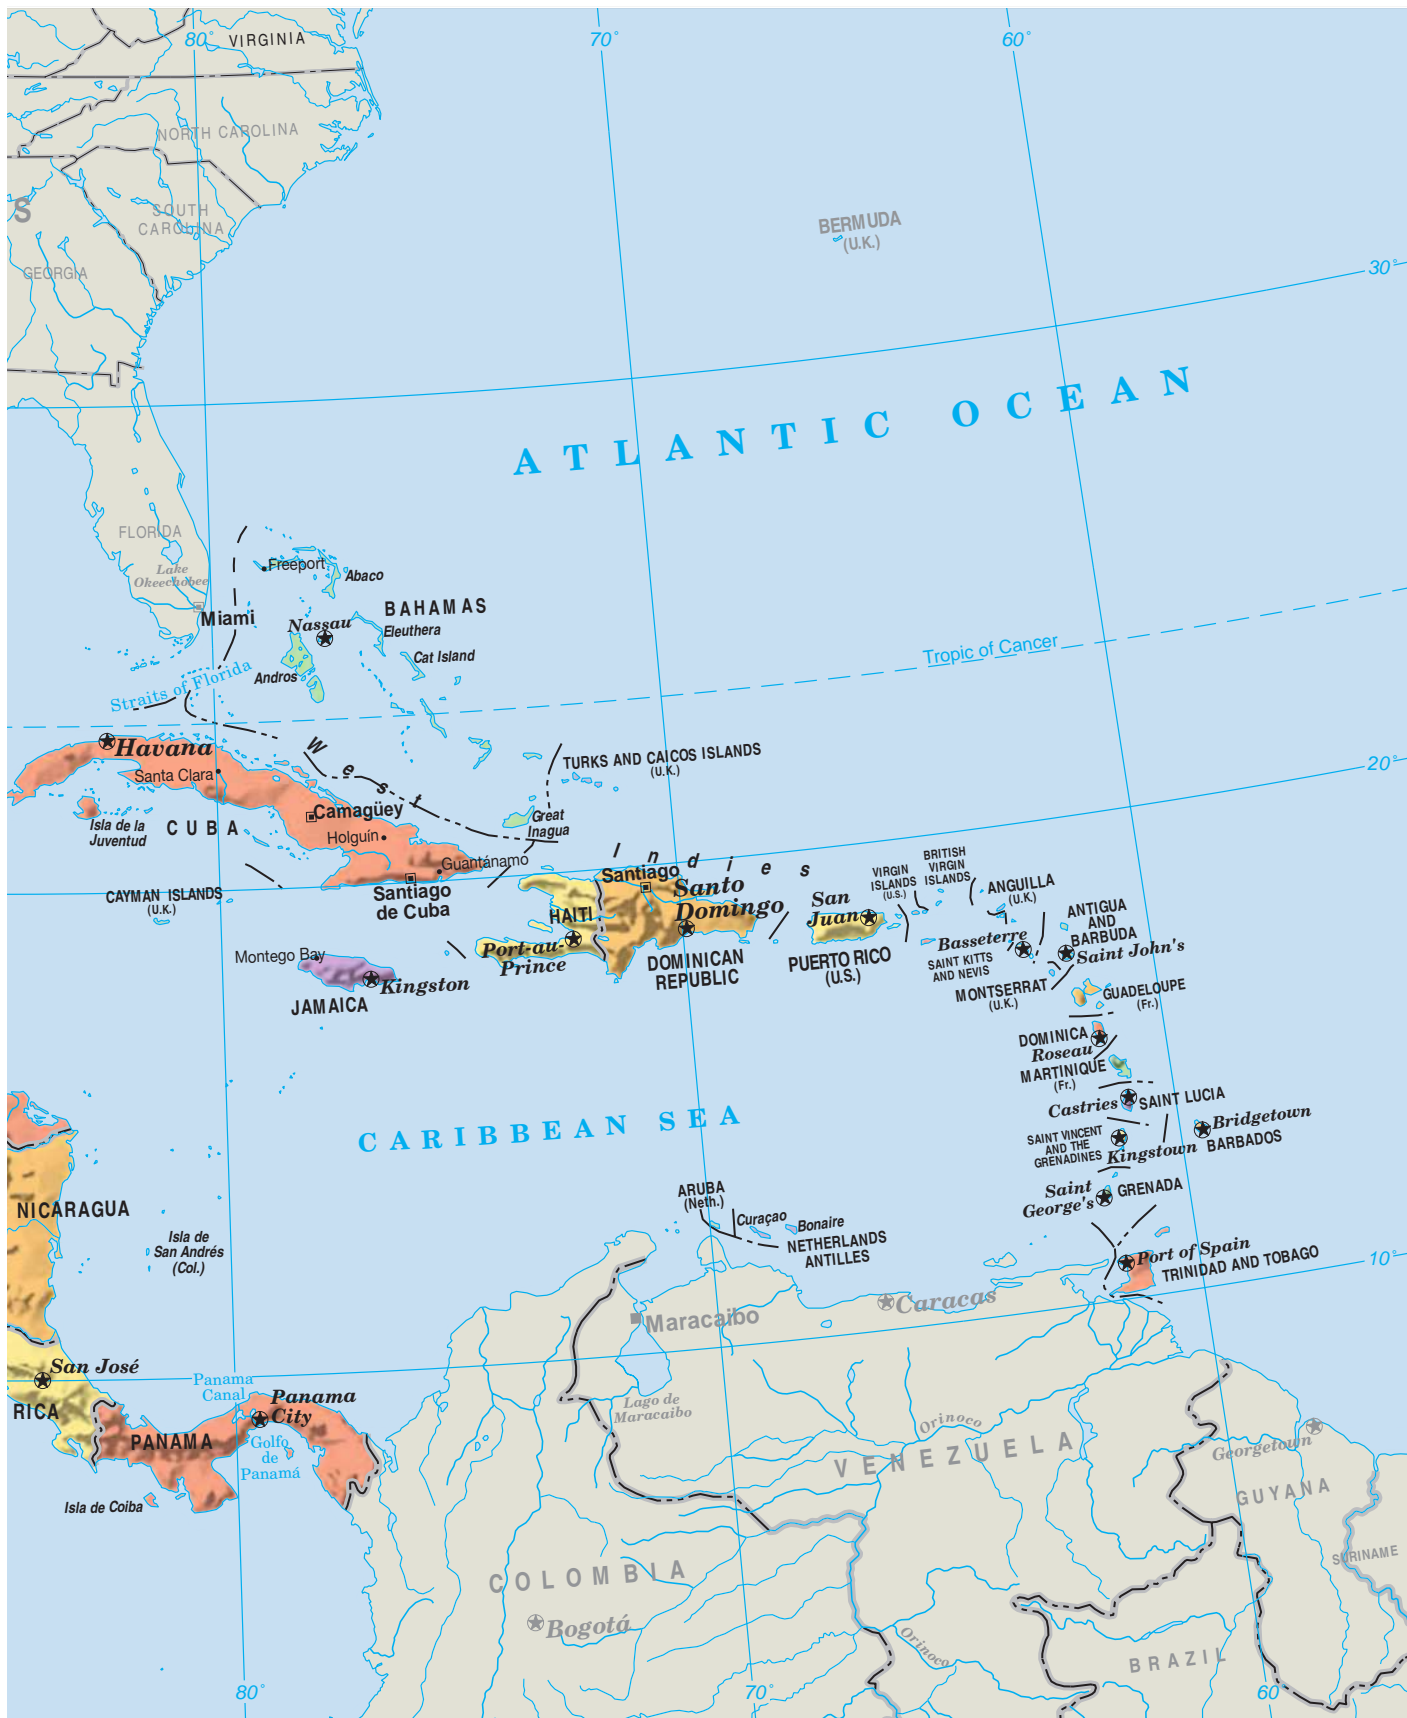 80°
VIRGINIA
70°
60°
NORTH CAROLINA
S
SOUTH
CAROLINA
BERMUDA
(U.K.)
GEORGIA
30°
ATLANTIC OCEAN
FLORIDA
Lake
Okeechobee
Freeport
Abaco
Miami
BAHAMAS
Nassau
Eleuthera
Cat Island
Andros
Tropic of Cancer
Straits of Florida
Havana
Santa Clara
West
TURKS AND CAICOS ISLANDS
(U.K.)
20°
Isla de la
Juventud
CUBA
Camagüey
Holguín
Great
Inagua
Guantánamo
Indies
CAYMAN ISLANDS
(U.K.)
Santiago
de Cuba
HAITI
Santiago
Santo
Domingo
San
Juan
VIRGIN
ISLANDS
(U.S.)
BRITISH
VIRGIN
ISLANDS
ANGUILLA
(U.K.)
ANTIGUA
AND
BARBUDA
Saint John's
Montego Bay
Kingston
JAMAICA
Port-au-
Prince
DOMINICAN
REPUBLIC
PUERTO RICO
(U.S.)
Basseterre
SAINT KITTS
AND NEVIS
MONTSERRAT
(U.K.)
GUADELOUPE
(Fr.)
DOMINICA
Roseau
MARTINIQUE
(Fr.)
CARIBBEAN SEA
Castries
SAINT LUCIA
SAINT VINCENT
AND THE
GRENADINES
Kingstown
Bridgetown
BARBADOS
NICARAGUA
Isla de
San Andrés
(Col.)
ARUBA
(Neth.)
Curaçao
Bonaire
NETHERLANDS
ANTILLES
Saint
George's
GRENADA
Port of Spain
TRINIDAD AND TOBAGO
10°
Maracaibo
Caracas
San José
RICA
Panama
Canal
Panama
City
PANAMA
Golfo
de
Panamá
Isla de Coiba
Lago de
Maracaibo
Orinoco
VENEZUELA
Georgetown
GUYANA
SURINAME
COLOMBIA
Bogotá
Orinoco
BRAZIL
80°
70°
60°